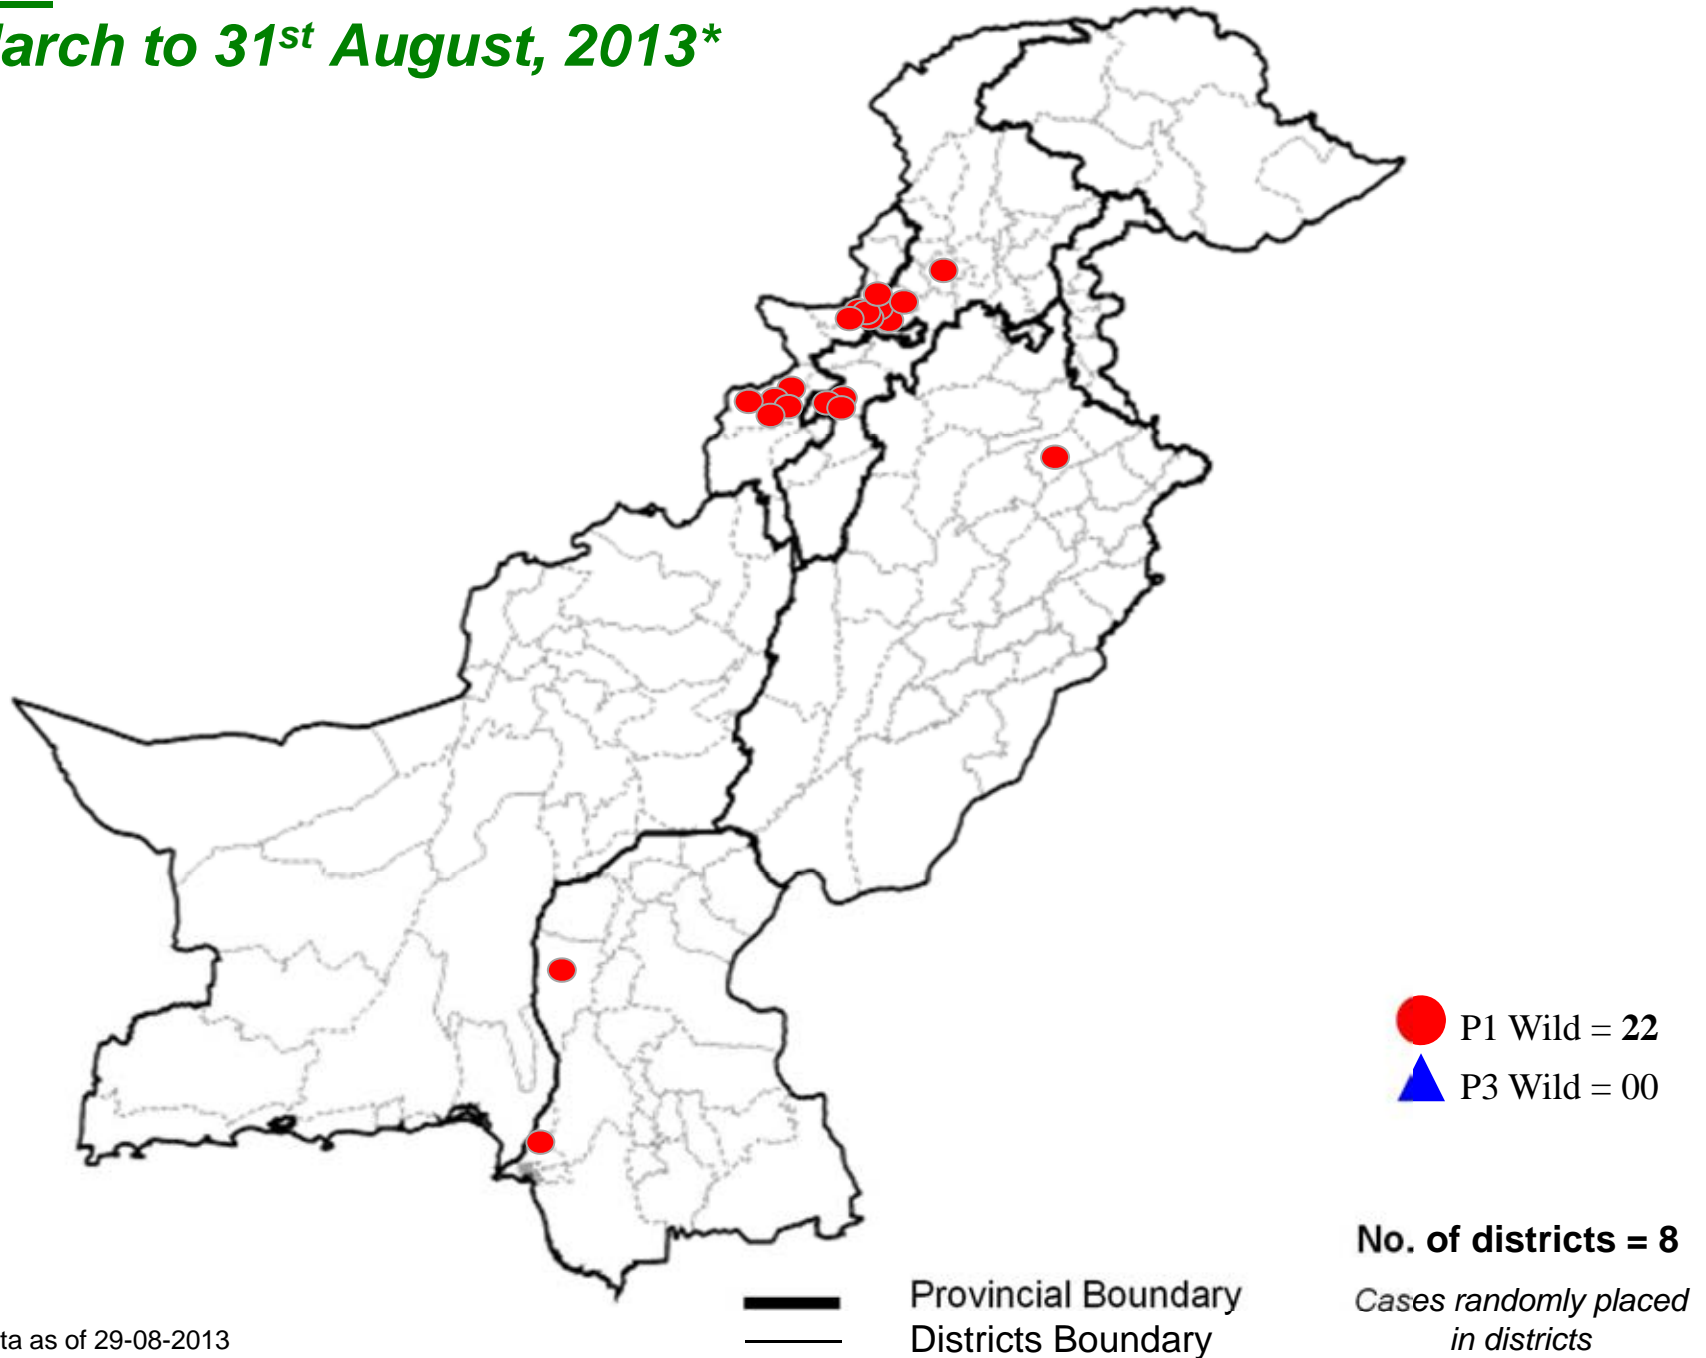 arch to 31st August, 2013*
P1 Wild = 22
P3 Wild = 00
No. of districts = 8
Cases randomly placed
in districts
Provincial Boundary
Districts Boundary
ta as of 29-08-2013